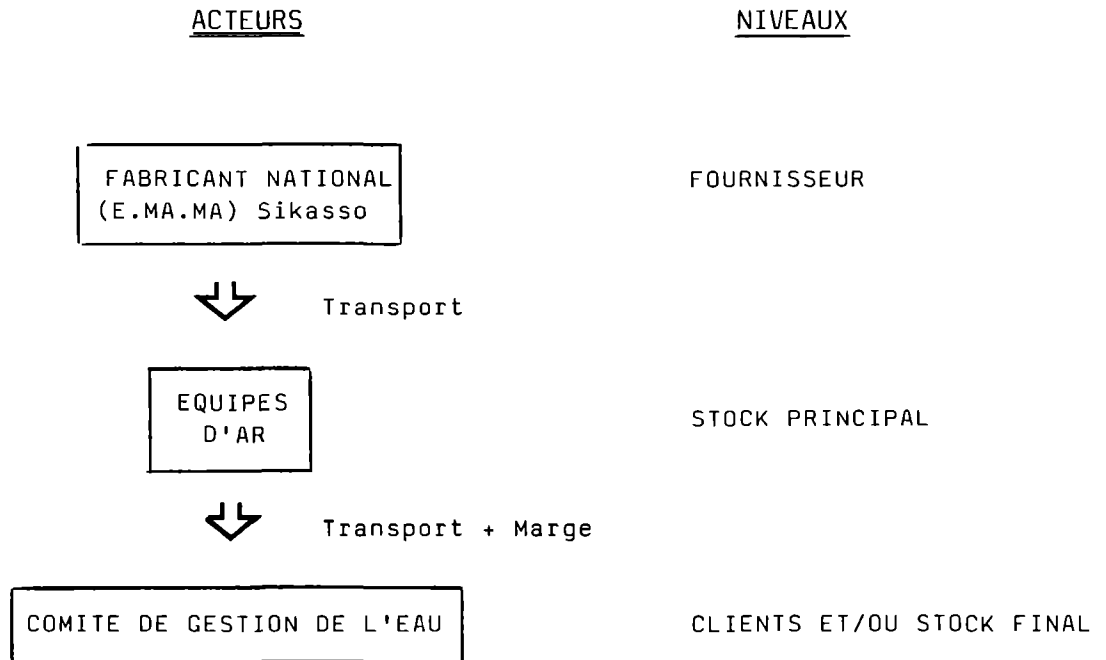 ACTEURS NIVEAUX
FABRICANT NATIONAL FOURNISSEUR
(E.MA.MA) Sikasso
Transport
EQUIPES
D'AR STOCK PRINCIPAL
Transport + Marge
COMITE DE GESTION DE L'EAU CLIENTS ET/OU STOCK FINAL